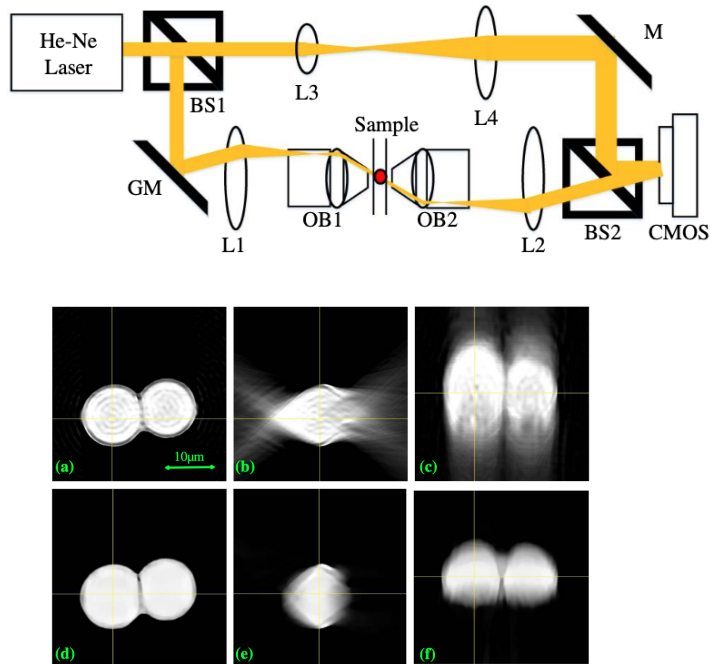 He-Ne
Laser
BS1
L3
L4
M
Sample
GM
L1
OB1
OB2
L2
BS2
CMOS
(a)
10μm
(b)
(c)
(d)
(e)
(f)